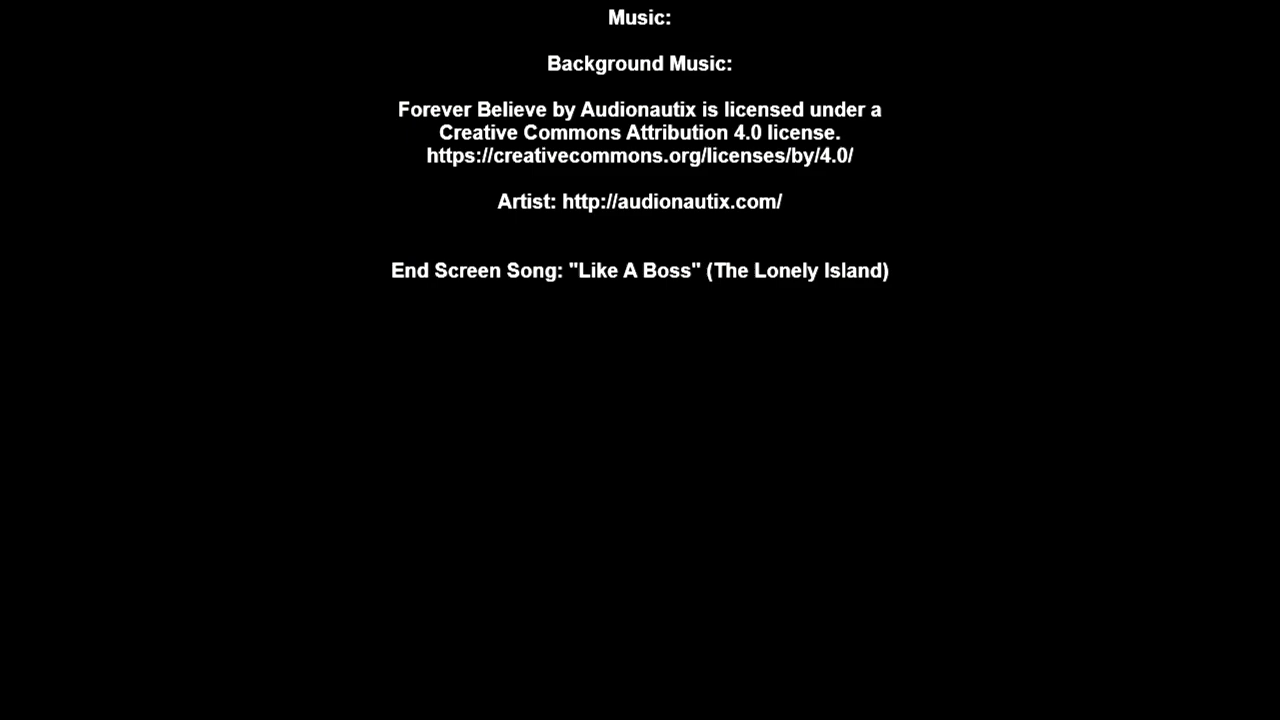 Music:
Background Music:
Forever Believe by Audionautix is licensed under a
Creative Commons Attribution 4.0 license.
https://creativecommons.org/licenses/by/4.0/
Artist: http://audionautix.com/
End Screen Song: "Like A Boss" (The Lonely Island)